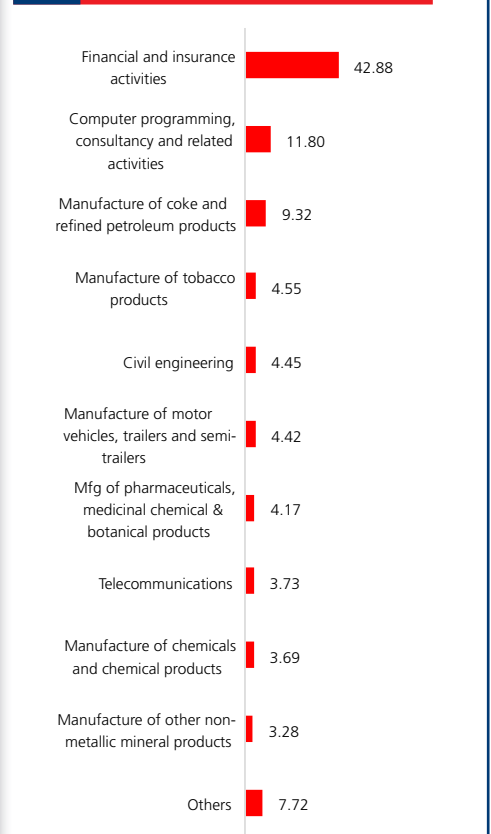 Financial and insurance
activities
42.88
Computer programming,
consultancy and related
activities
11.80
Manufacture of coke and
refined petroleum products
9.32
Manufacture of tobacco
products
4.55
Civil engineering
4.45
Manufacture of motor
vehicles, trailers and semi-
trailers
4.42
Mfg of pharmaceuticals,
medicinal chemical &
botanical products
4.17
Telecommunications
3.73
Manufacture of chemicals
and chemical products
3.69
Manufacture of other non-
metallic mineral products
3.28
Others
7.72